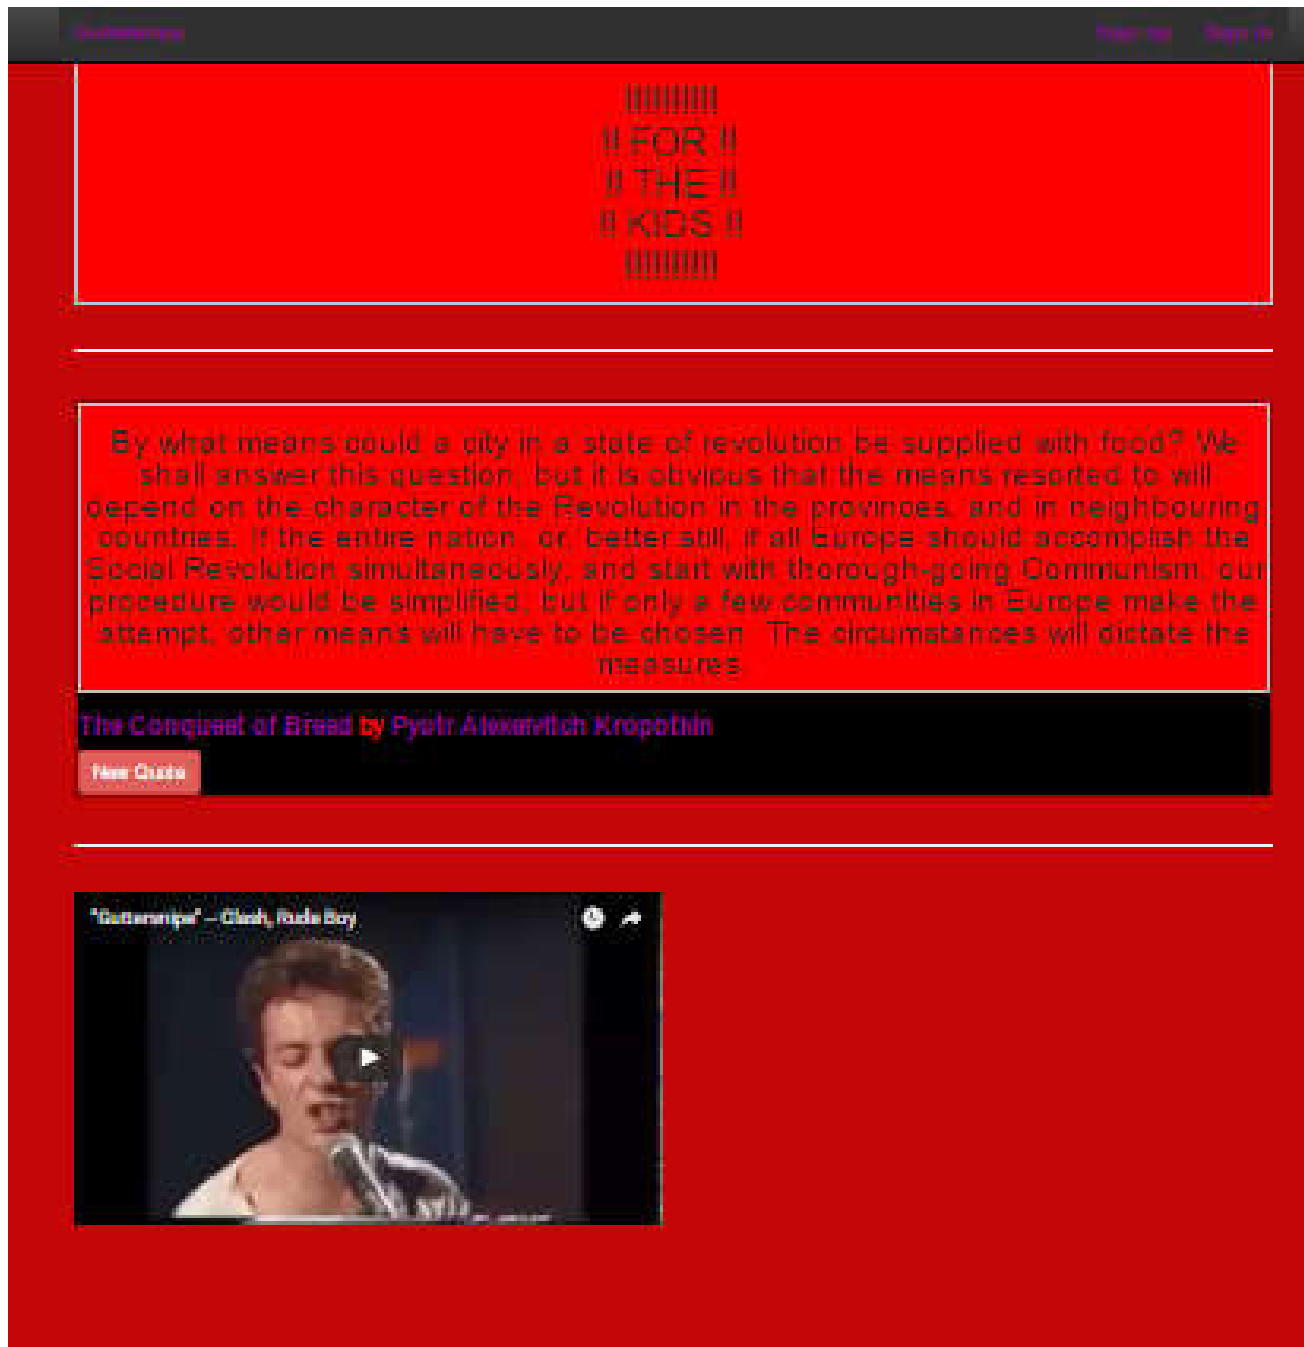 Guttersnipe
Sign up Sign in
!!!!!!!!!!
!! FOR !!
!! THE !!
!! KIDS !!
!!!!!!!!!!
By what means could a city in a state of revolution be supplied with food? We
shall answer this question, but it is obvious that the means resorted to will
depend on the character of the Revolution in the provinces, and in neighbouring
countries. If the entire nation, or, better still, if all Europe should accomplish the
Social Revolution simultaneously, and start with thorough-going Communism, our
procedure would be simplified; but if only a few communities in Europe make the
attempt, other means will have to be chosen. The circumstances will dictate the
measures.
The Conquest of Bread by Pyotr Alexeivitch Kropotkin
New Quote
"Guttersnipe" -- Clash, Rude Boy